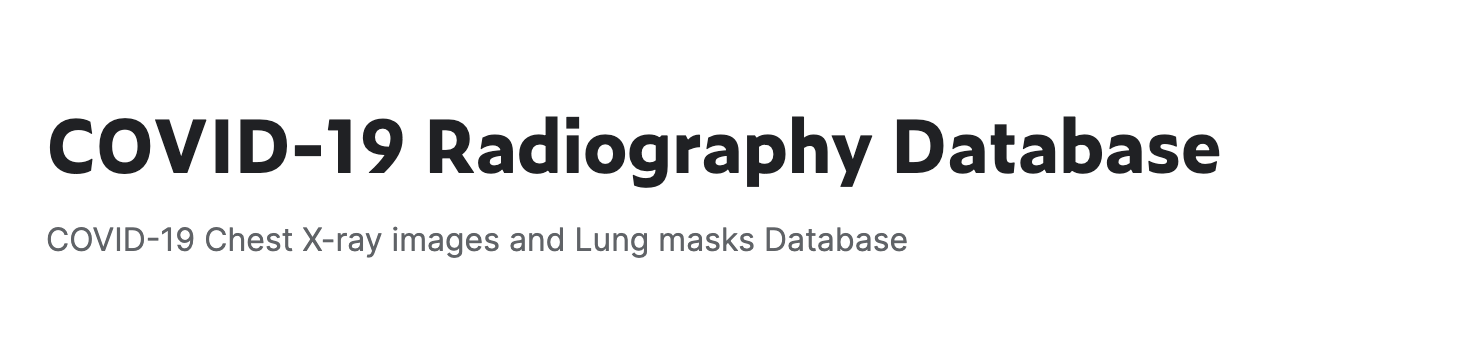 COVID-19 Radiography Database
COVID-19 Chest X-ray images and Lung masks Database